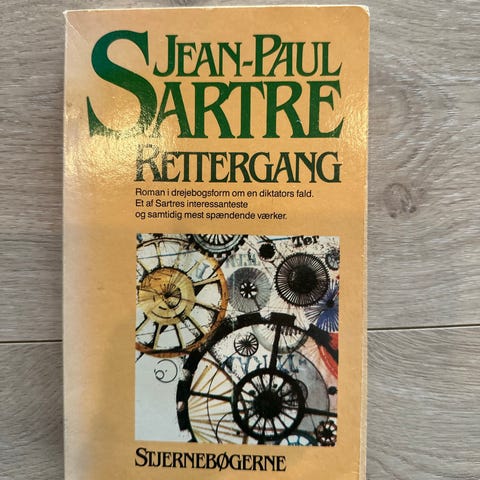 JEAN-PAUL
SARTRE
RETTERGANG
Roman i drejebogsform om en diktators fald.
Et af Sartres interessanteste
og samtidig mest spændende værker.
Ter
STJERNEBØGERNE